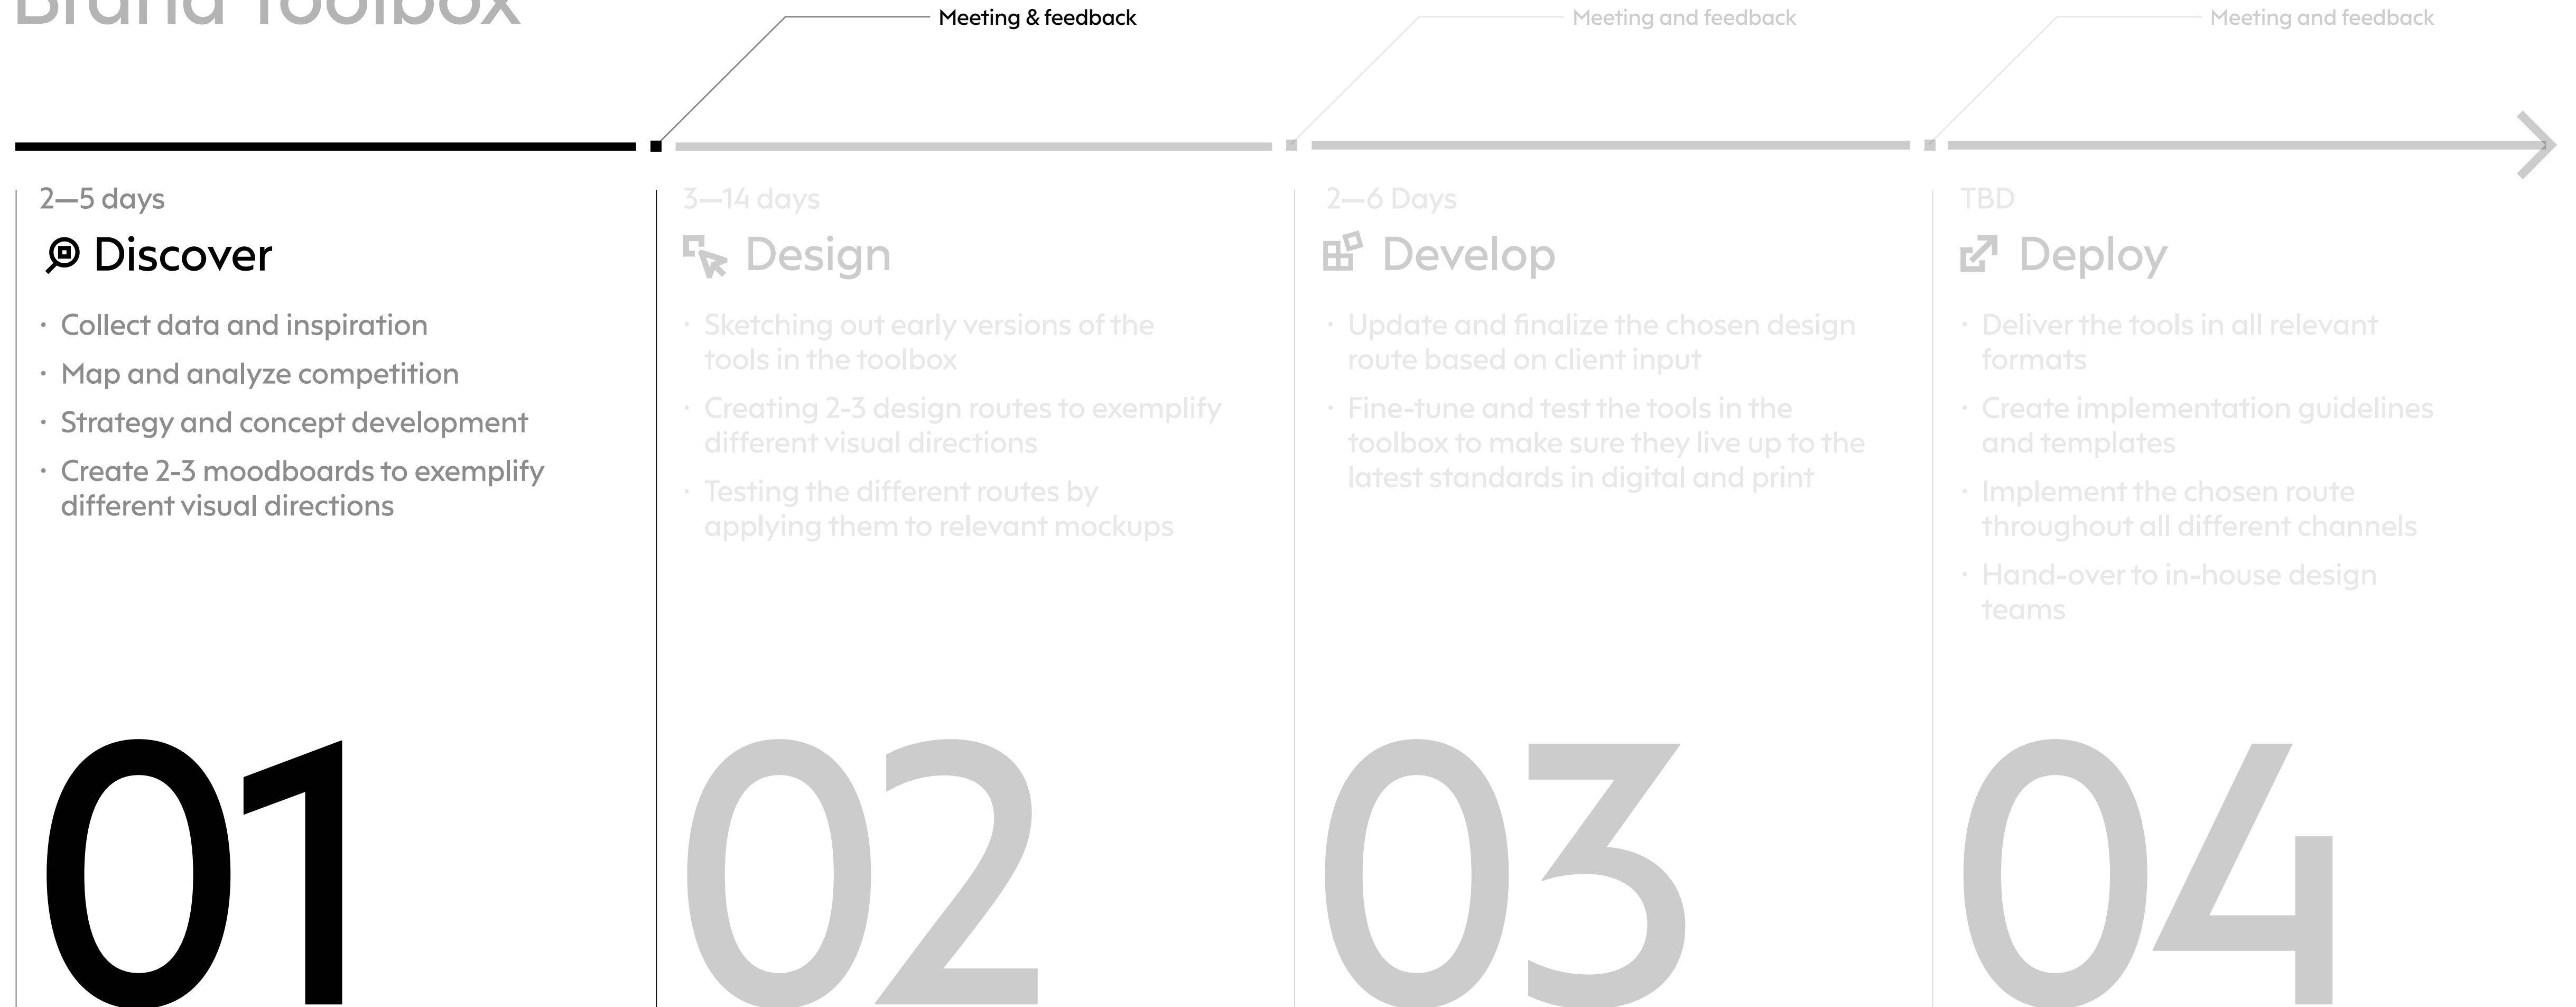 Brand Toolbox
Meeting & feedback
Meeting and feedback
Meeting and feedback
2—5 days
Discover
• Collect data and inspiration
• Map and analyze competition
• Strategy and concept development
• Create 2-3 moodboards to exemplify
different visual directions
01
3—14 days
Design
• Sketching out early versions of the
tools in the toolbox
• Creating 2-3 design routes to exemplify
different visual directions
• Testing the different routes by
applying them to relevant mockups
02
2—6 Days
Develop
• Update and finalize the chosen design
route based on client input
• Fine-tune and test the tools in the
toolbox to make sure they live up to the
latest standards in digital and print
03
TBD
Deploy
• Deliver the tools in all relevant
formats
• Create implementation guidelines
and templates
• Implement the chosen route
throughout all different channels
• Hand-over to in-house design
teams
04